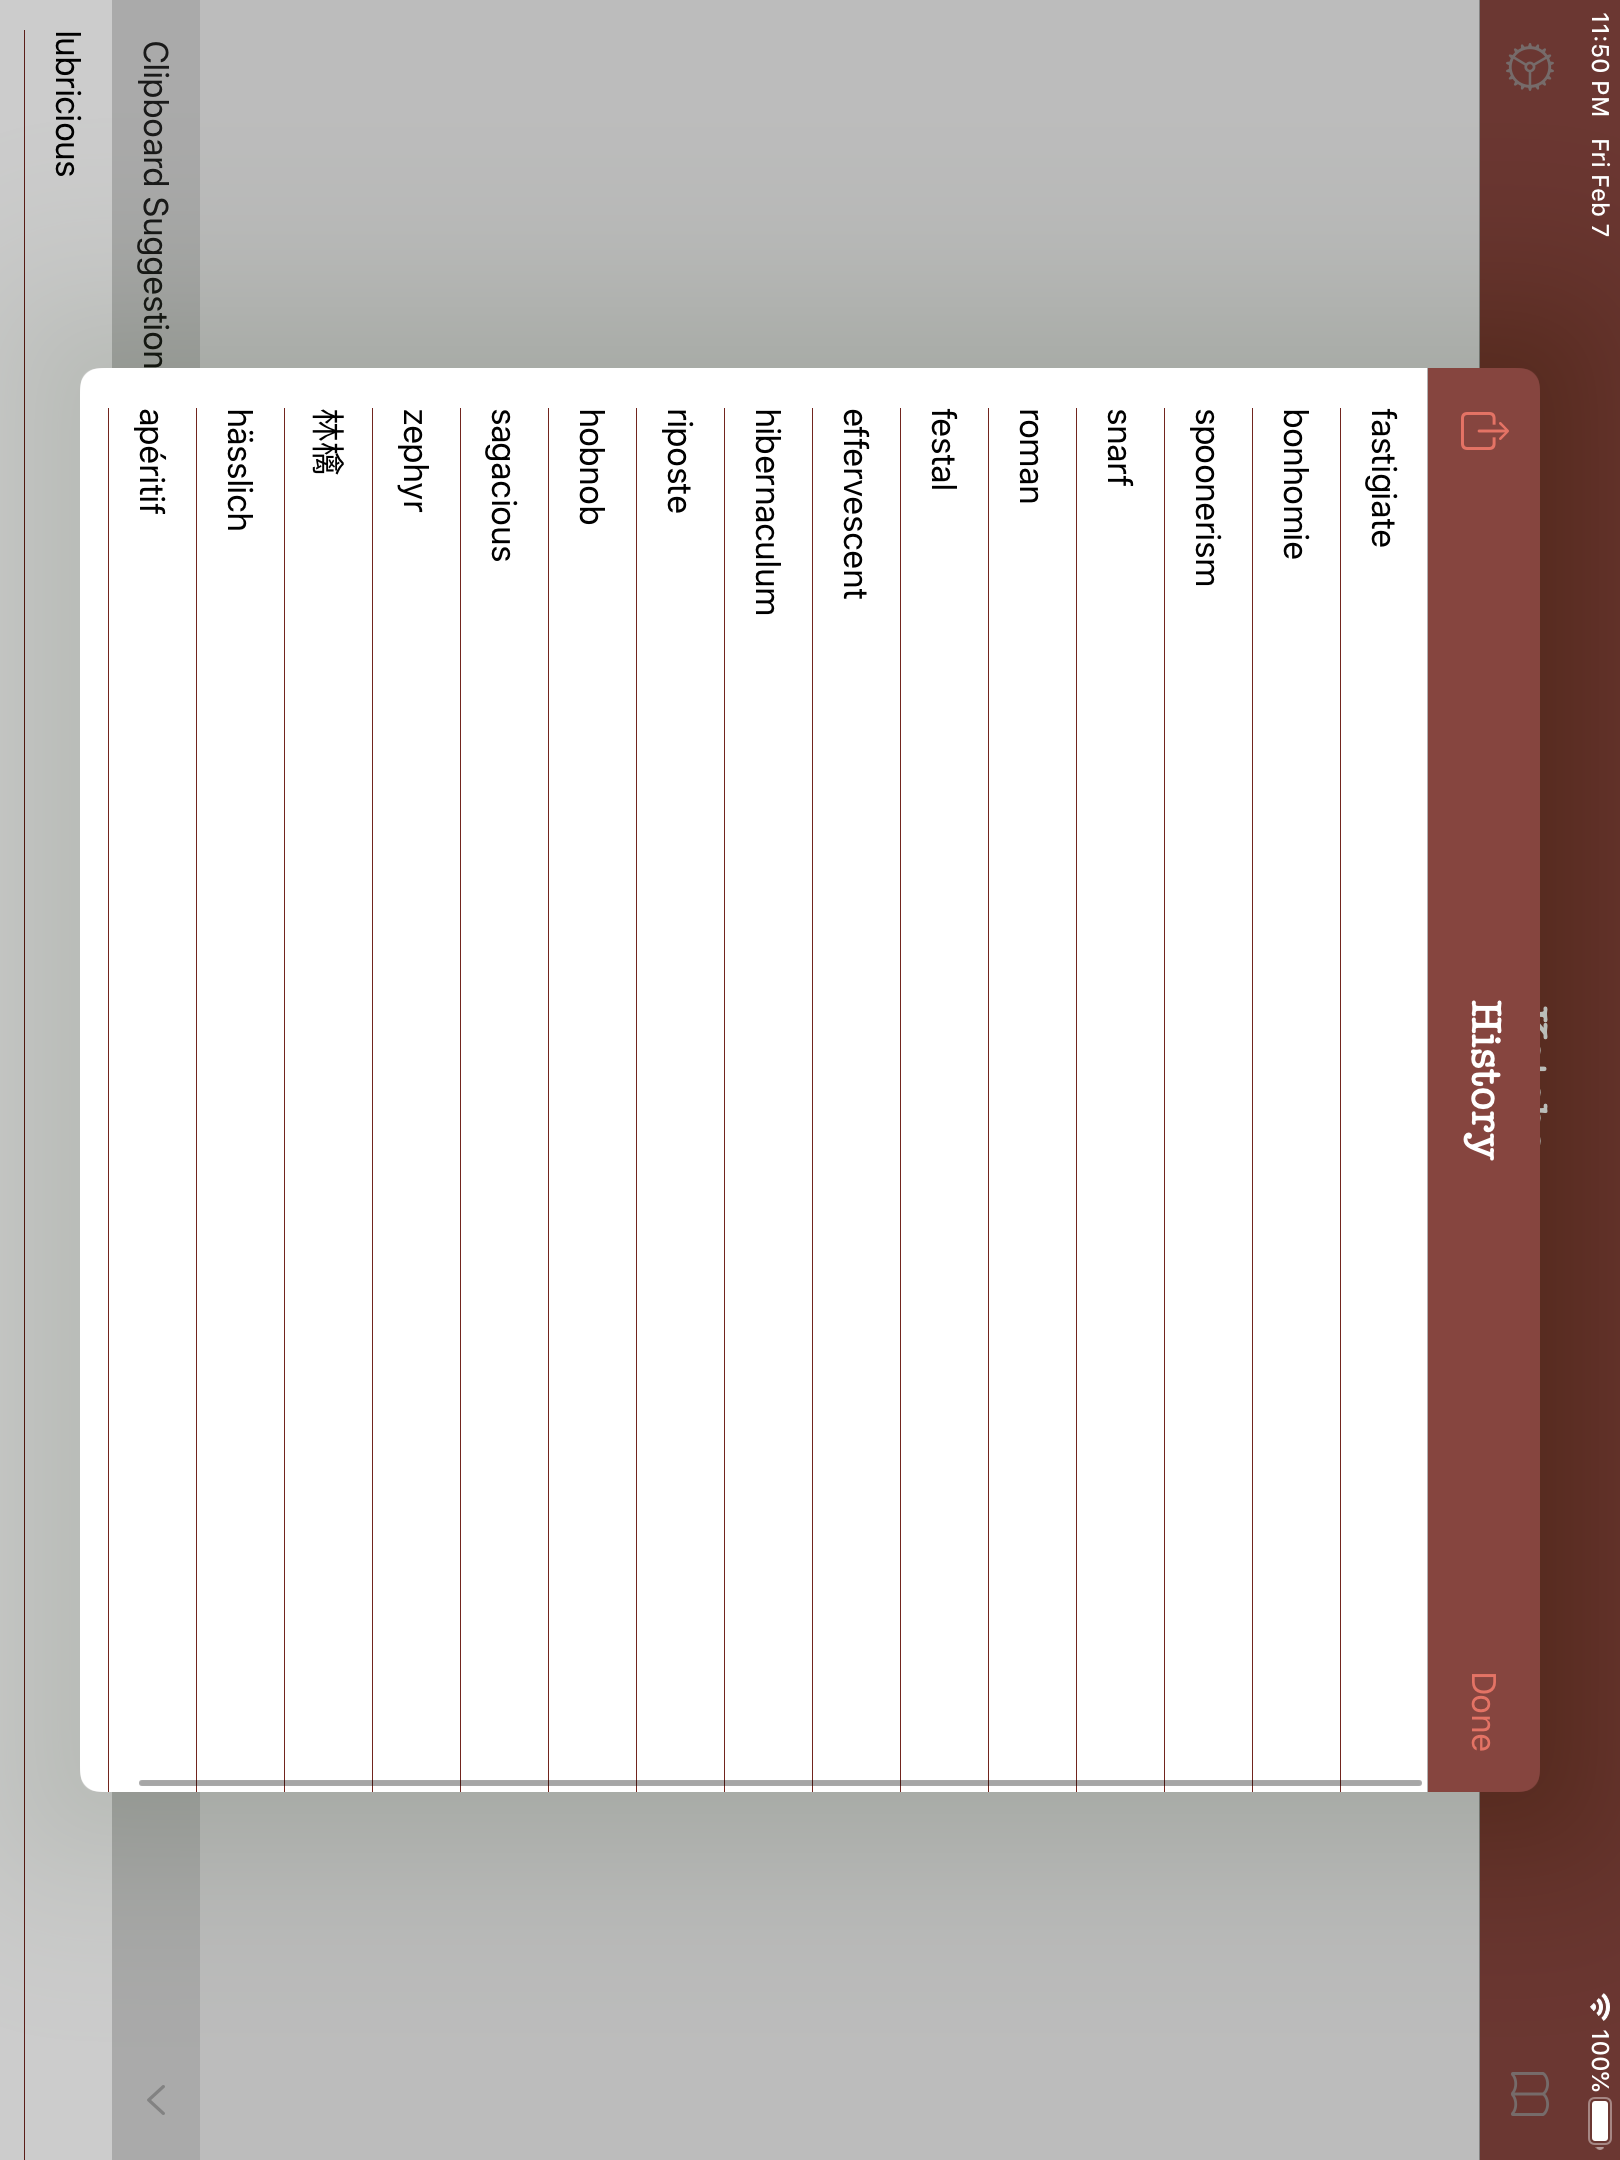 11:50 PM Fri Feb 7
100%
History
Done
fastigiate
bonhomie
spoonerism
snarf
roman
festal
effervescent
hibernaculum
riposte
hobnob
sagacious
zephyr
林檎
hässlich
apéritif
Clipboard Suggestion
lubricious